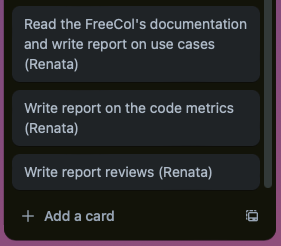 Read the FreeCol's documentation
and write report on use cases
(Renata)
Write report on the code metrics
(Renata)
Write report reviews (Renata)
+ Add a card